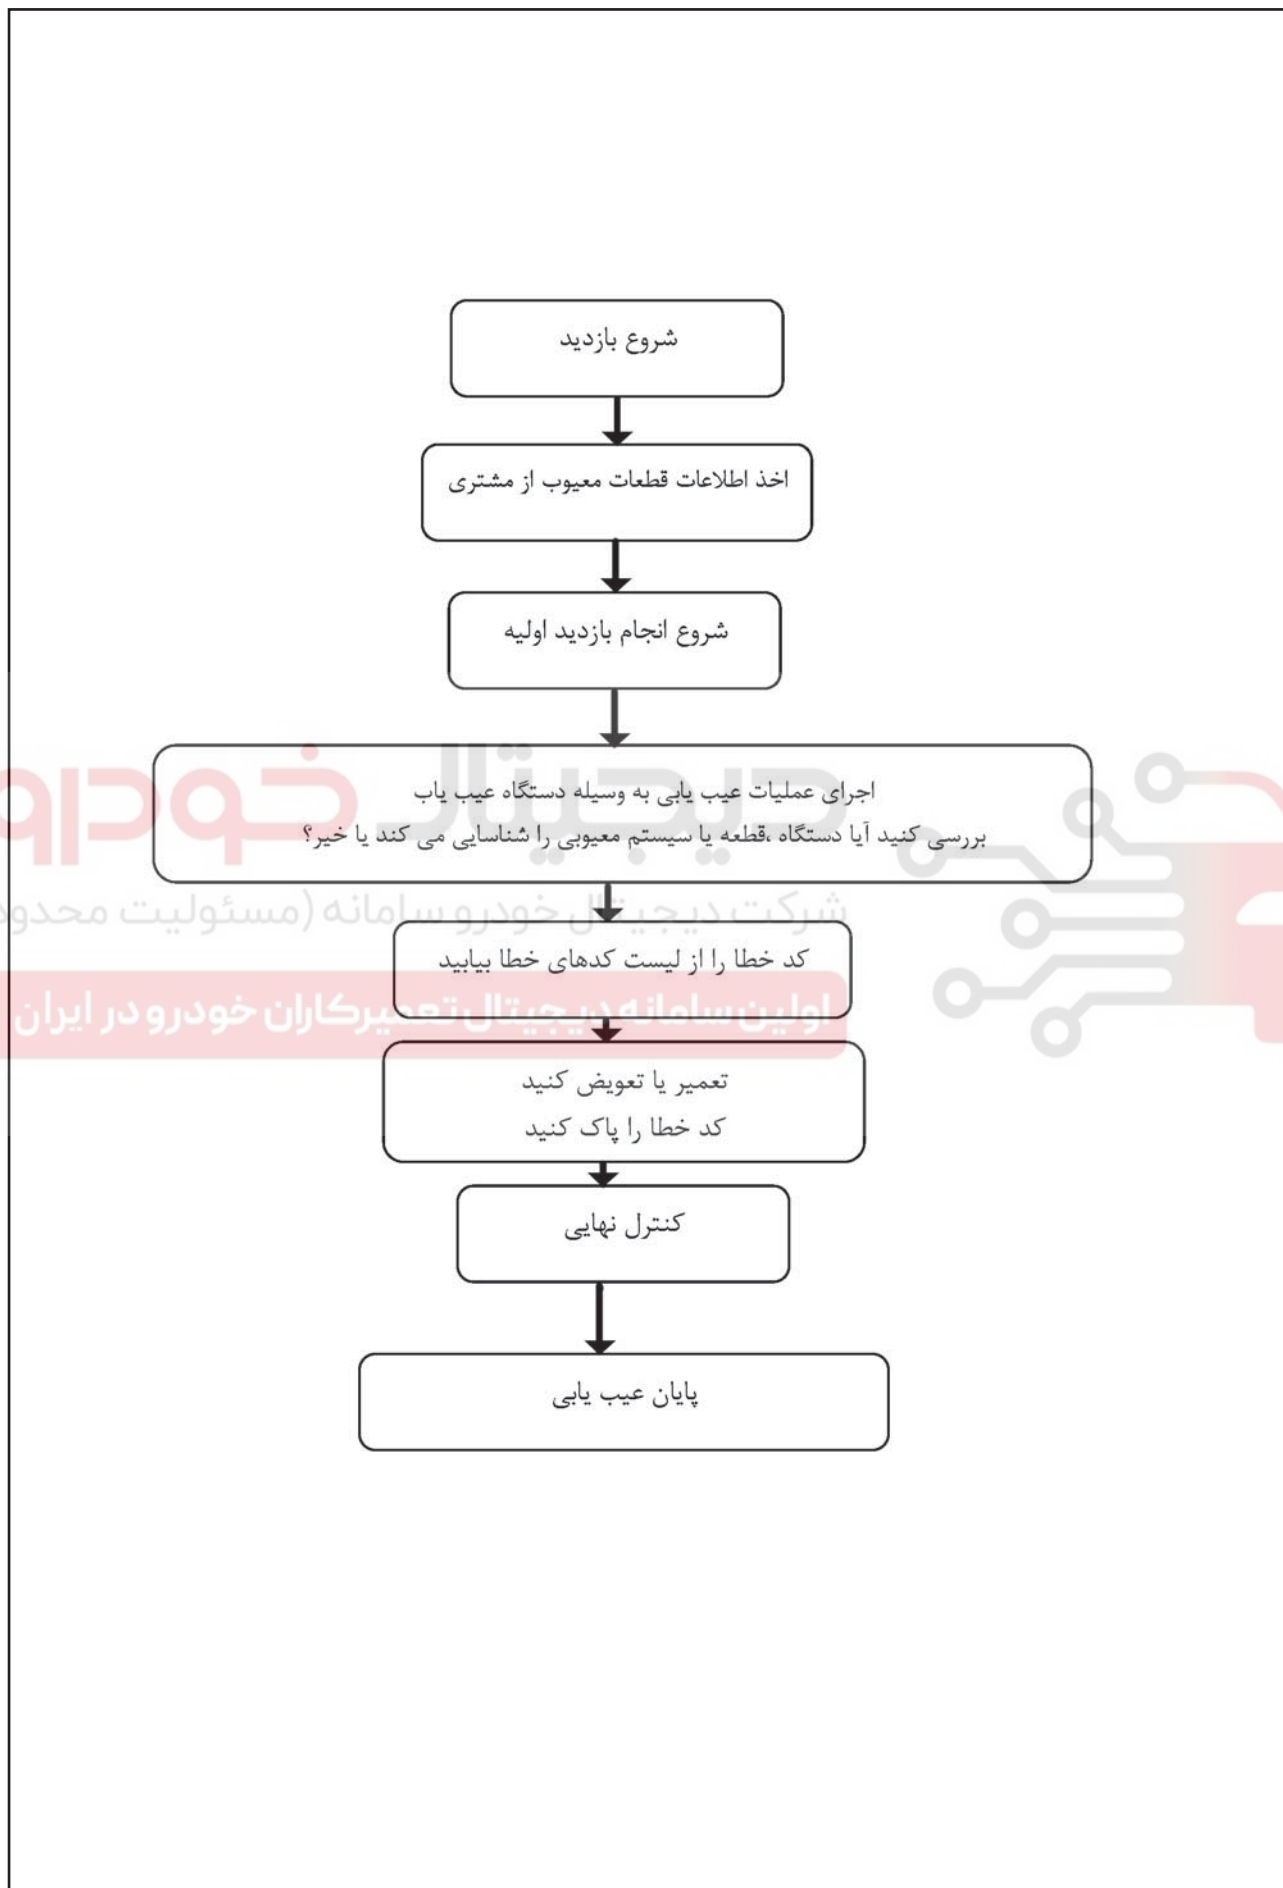 شروع بازدید
اخذ اطلاعات قطعات معیوب از مشتری
شروع انجام بازدید اولیه
دیجیتال خودرو
اجرای عملیات عیب یابی به وسیله دستگاه عیب یاب
بررسی کنید آیا دستگاه ،قطعه یا سیستم معیوبی را شناسایی می کند یا خیر؟
شرکت دیجیتال خودرو سامانه (مسئولیت
کد خطا را از لیست کدهای خطا بیابید
اولین سامانه دیجیتال تعمیرکاران خودرو در ایران
تعمیر یا تعویض کنید
کد خطا را پاک کنید
کنترل نهایی
پایان عیب یابی